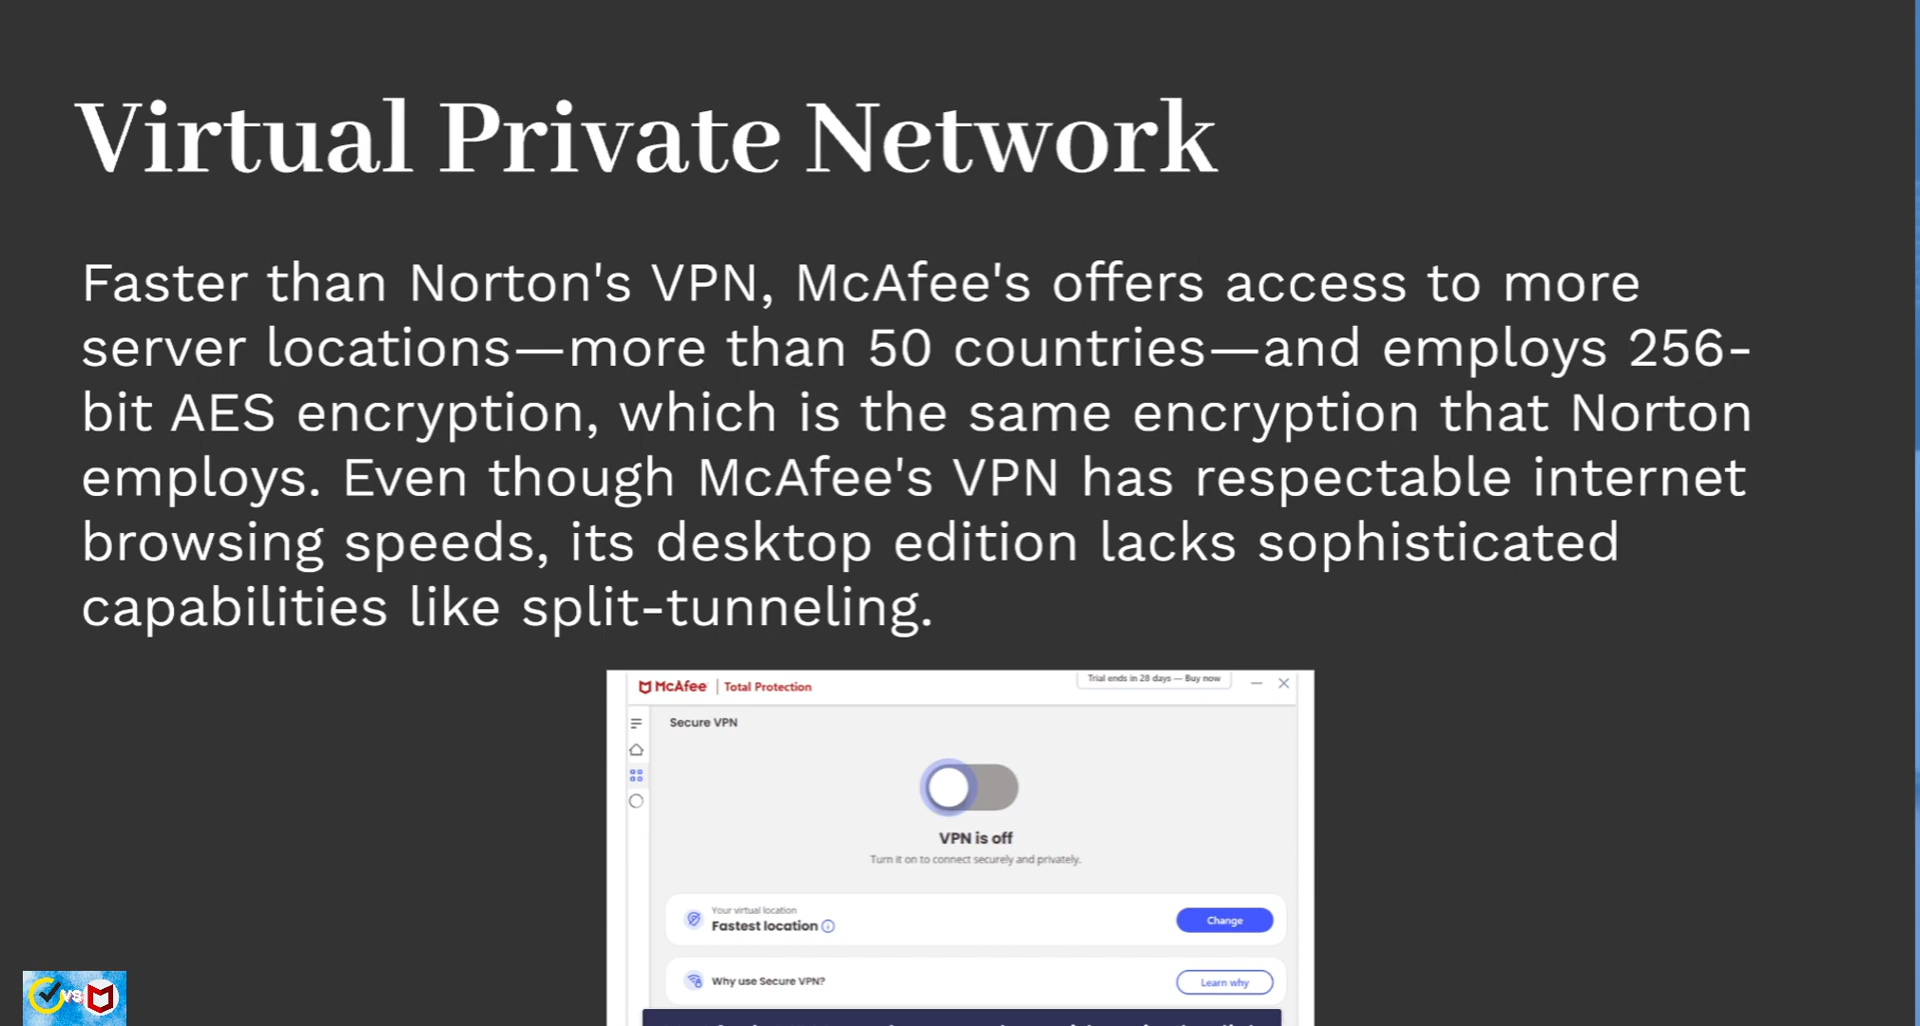 Virtual Private Network
Faster than Norton's VPN, McAfee's offers access to more
server locations—more than 50 countries—and employs 256-
bit AES encryption, which is the same encryption that Norton
employs. Even though McAfee's VPN has respectable internet
browsing speeds, its desktop edition lacks sophisticated
capabilities like split-tunneling.
McAfee | Total Protection
Trial ends in 28 days — Buy now
Secure VPN
VPN is off
Turn it on to connect securely and privately.
Your virtual location
Fastest location
Change
Why use Secure VPN?
Learn why
VS